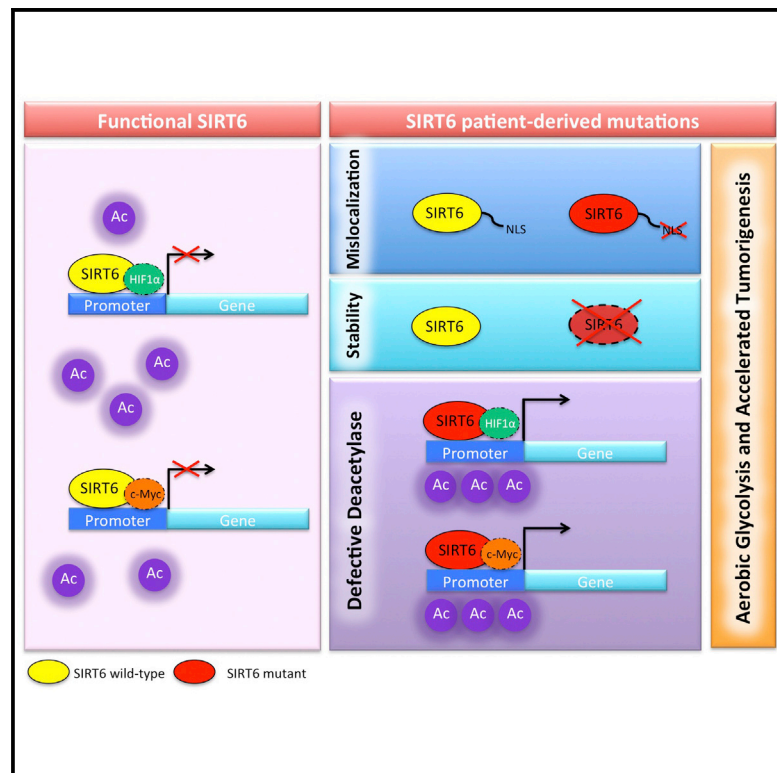 Functional SIRT6
Ac
SIRT6
HIF1α
Promoter
Gene
Ac
Ac
Ac
SIRT6
c-Myc
Promoter
Gene
Ac
Ac
SIRT6 patient-derived mutations
Mislocalization
SIRT6
NLS
SIRT6
NLS
Stability
SIRT6
SIRT6
Defective Deacetylase
SIRT6
HIF1α
Promoter
Gene
Ac
Ac
Ac
SIRT6
c-Myc
Promoter
Gene
Ac
Ac
Ac
Aerobic Glycolysis and Accelerated Tumorigenesis
SIRT6 wild-type
SIRT6 mutant